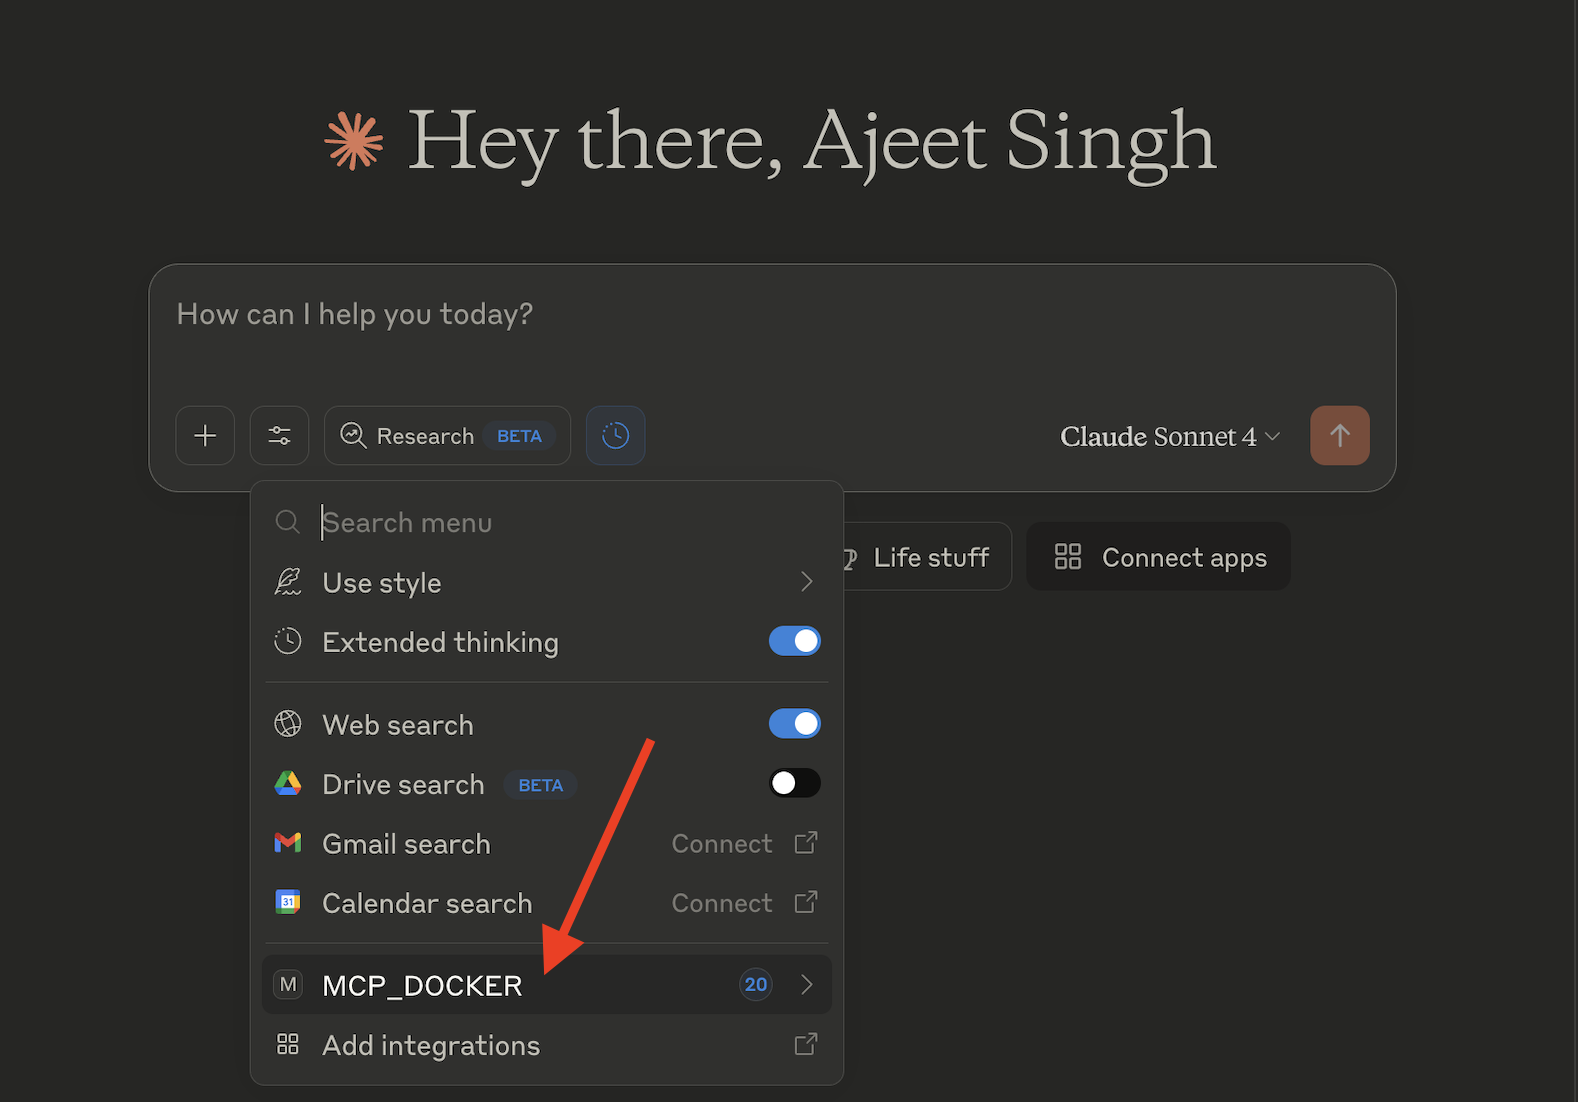 Hey there, Ajeet Singh
How can I help you today?
Research BETA
Claude Sonnet 4
Search menu
Life stuff
Connect apps
Use style
Extended thinking
Web search
Drive search BETA
Gmail search Connect
31 Calendar search Connect
M MCP_DOCKER 20
Add integrations